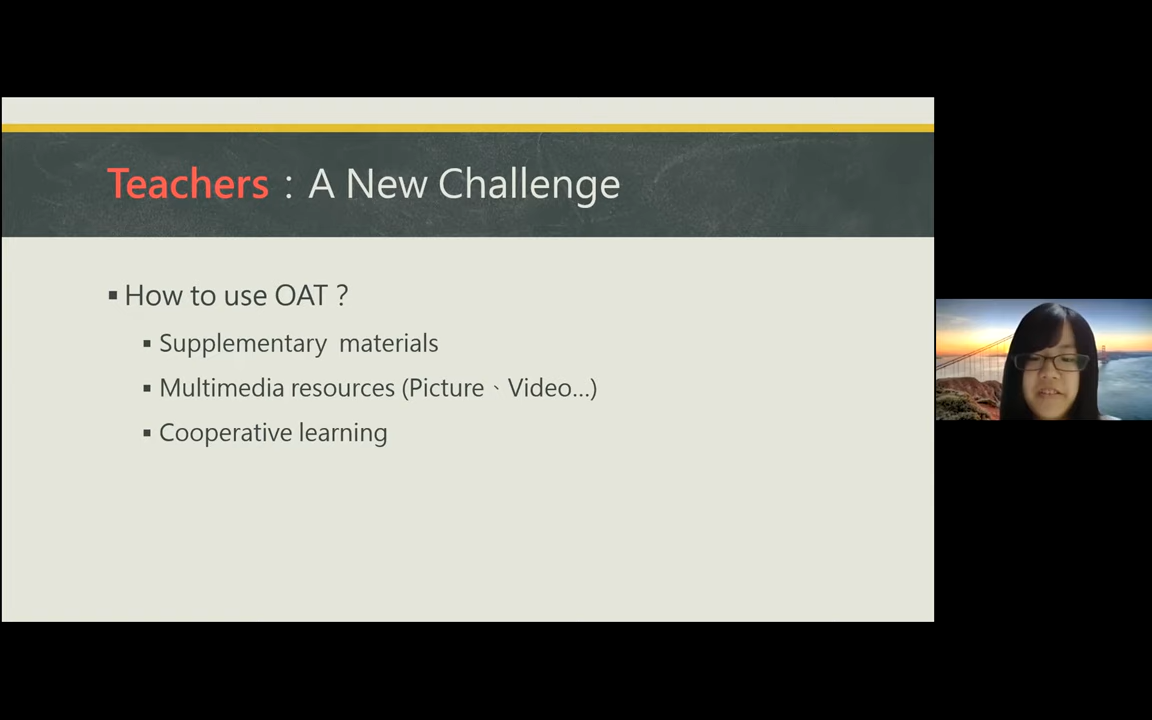 Teachers：A New Challenge
▪ How to use OAT？
▪ Supplementary materials
▪ Multimedia resources (Picture、Video…)
▪ Cooperative learning